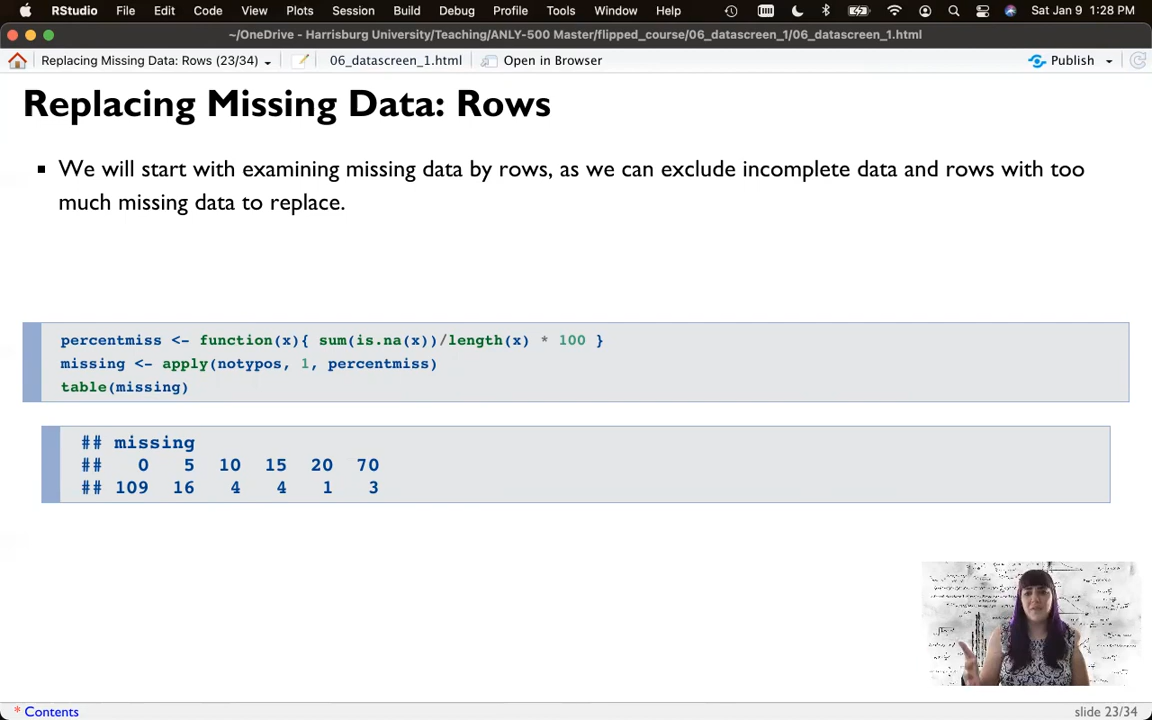 RStudio File Edit Code View Plots Session Build Debug Profile Tools Window Help Sat Jan 9 1:28 PM
~/OneDrive - Harrisburg University/Teaching/ANLY-500 Master/flipped_course/06_datascreen_1/06_datascreen_1.html
Replacing Missing Data: Rows (23/34) 06_datascreen_1.html Open in Browser Publish
Replacing Missing Data: Rows
▪ We will start with examining missing data by rows, as we can exclude incomplete data and rows with too
much missing data to replace.
percentmiss <- function(x){ sum(is.na(x))/length(x) * 100 }
missing <- apply(notypos, 1, percentmiss)
table(missing)
## missing
## 0 5 10 15 20 70
## 109 16 4 4 1 3
* Contents slide 23/34